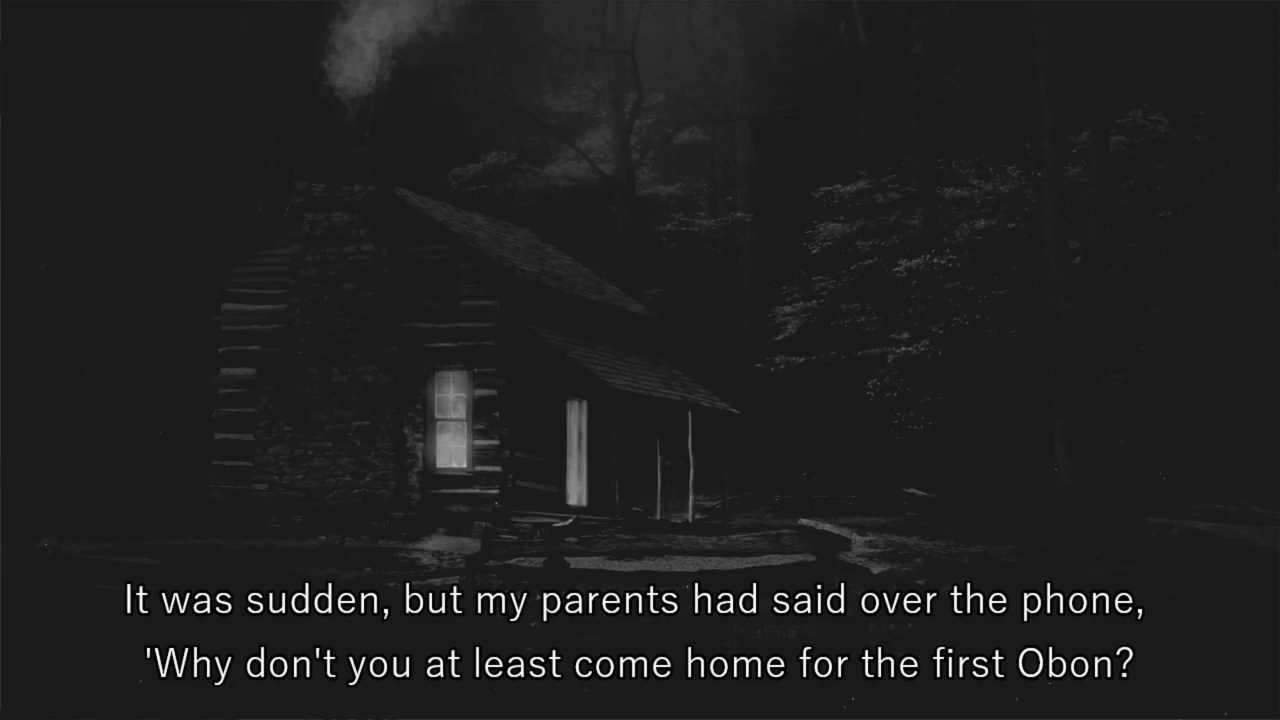 It was sudden, but my parents had said over the phone,
'Why don't you at least come home for the first Obon?